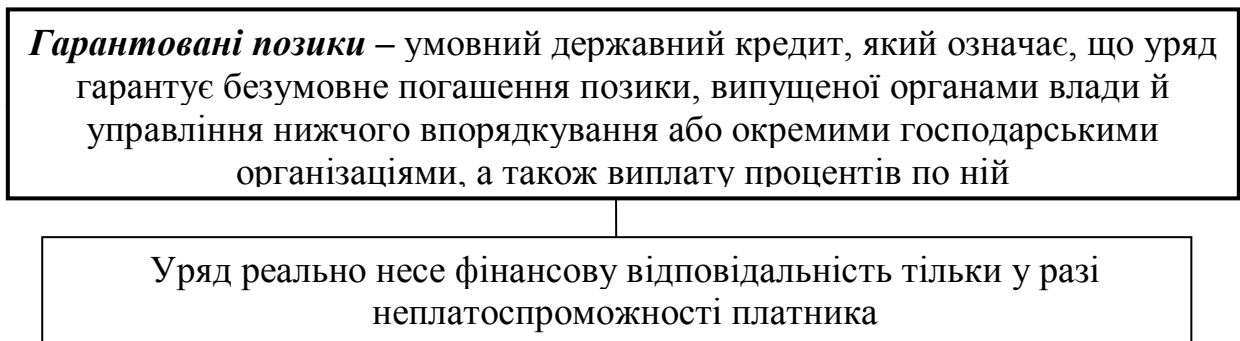 Гарантовані позики – умовний державний кредит, який означає, що уряд
гарантує безумовне погашення позики, випущеної органами влади й
управління нижчого впорядкування або окремими господарськими
організаціями, а також виплату процентів по ній
Уряд реально несе фінансову відповідальність тільки у разі
неплатоспроможності платника